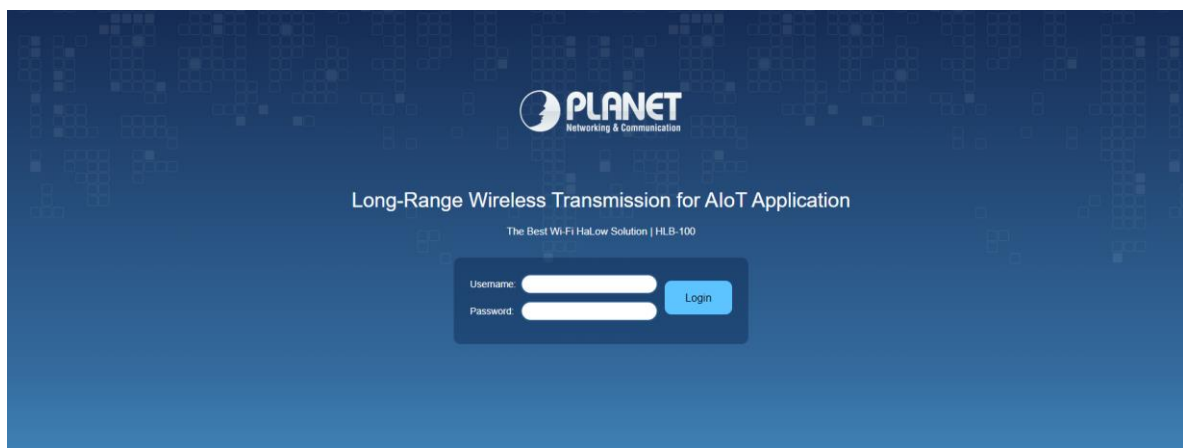 PLANET
Networking & Communication
Long-Range Wireless Transmission for AIoT Application
The Best Wi-Fi HaLow Solution | HLB-100
Username:
Password:
Login